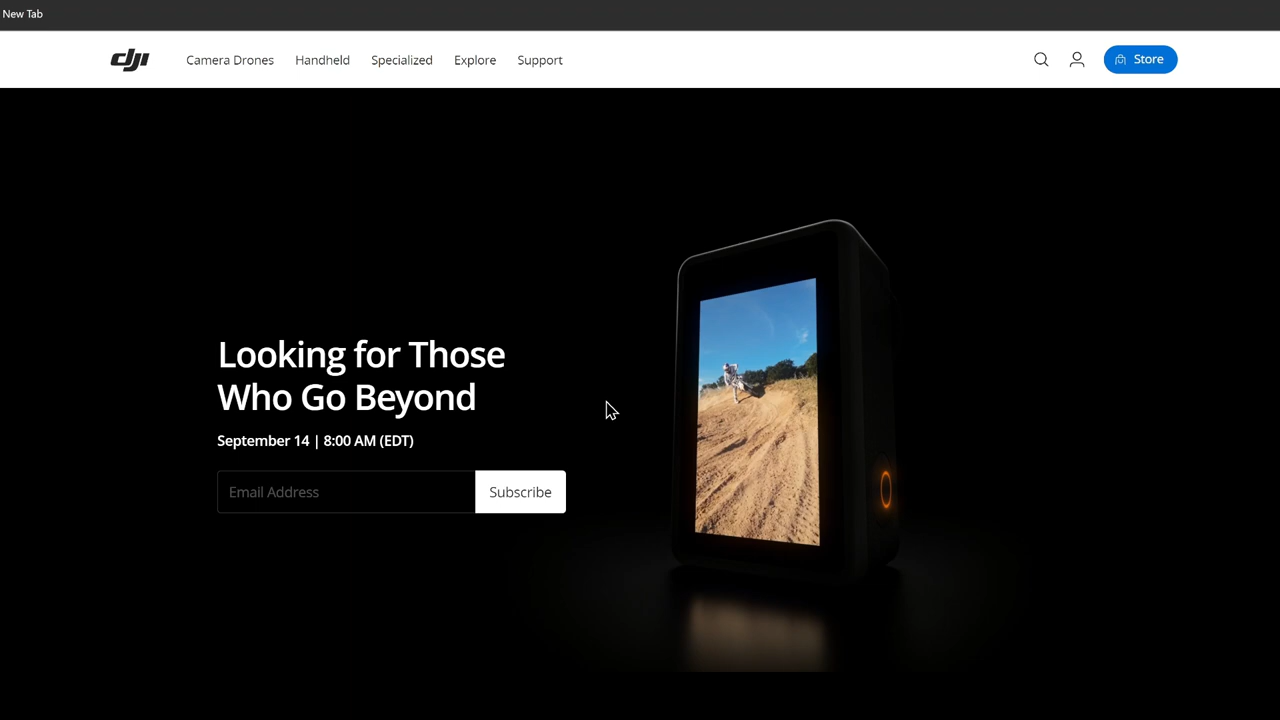 New Tab
dji
Camera Drones
Handheld
Specialized
Explore
Support
Store
Looking for Those
Who Go Beyond
September 14 | 8:00 AM (EDT)
Email Address
Subscribe